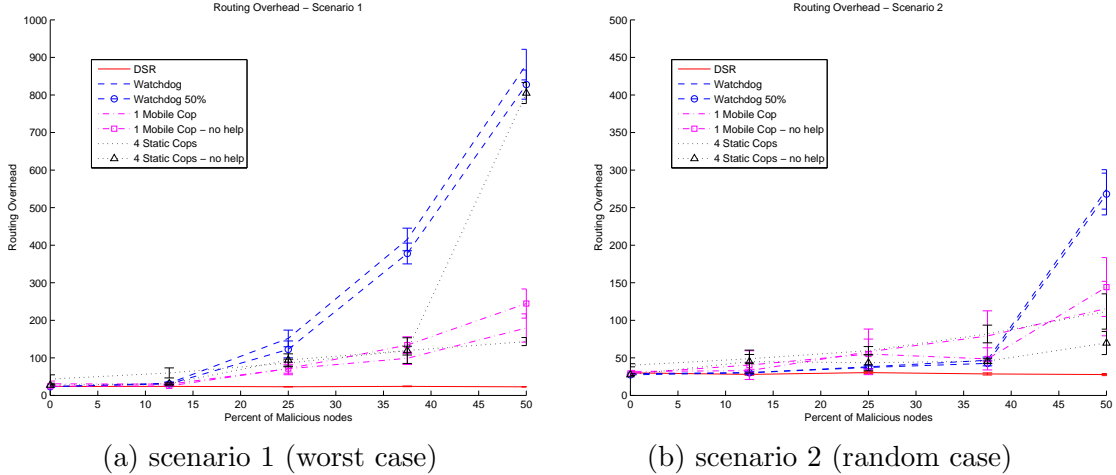 Routing Overhead – Scenario 1
1000
900
800
700
600
500
400
300
200
100
0
Routing Overhead
DSR
Watchdog
Watchdog 50%
1 Mobile Cop
1 Mobile Cop – no help
4 Static Cops
4 Static Cops – no help
0 5 10 15 20 25 30 35 40 45 50
Percent of Malicious nodes
(a) scenario 1 (worst case)
Routing Overhead – Scenario 2
500
450
400
350
300
250
200
150
100
50
0
Routing Overhead
DSR
Watchdog
Watchdog 50%
1 Mobile Cop
1 Mobile Cop – no help
4 Static Cops
4 Static Cops – no help
0 5 10 15 20 25 30 35 40 45 50
Percent of Malicious nodes
(b) scenario 2 (random case)